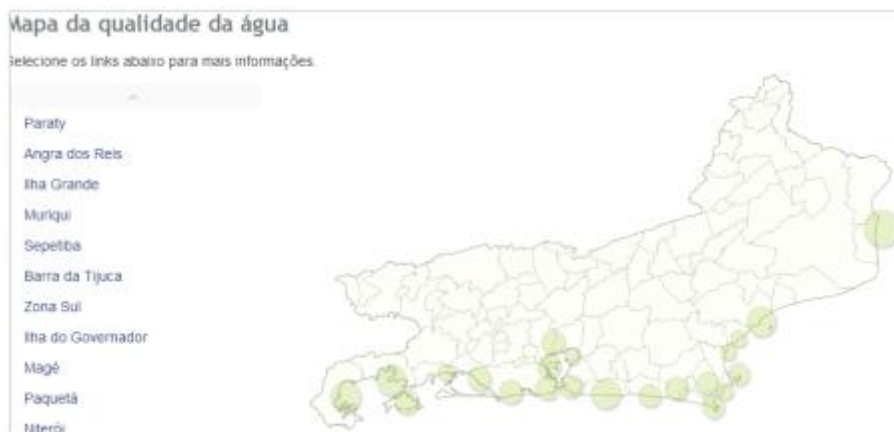 Mapa da qualidade da água
Selecione os links abaixo para mais informações.
Paraty
Angra dos Reis
Ilha Grande
Muriqui
Sepetiba
Barra da Tijuca
Zona Sul
Ilha do Governador
Magé
Paquetá
Niterói